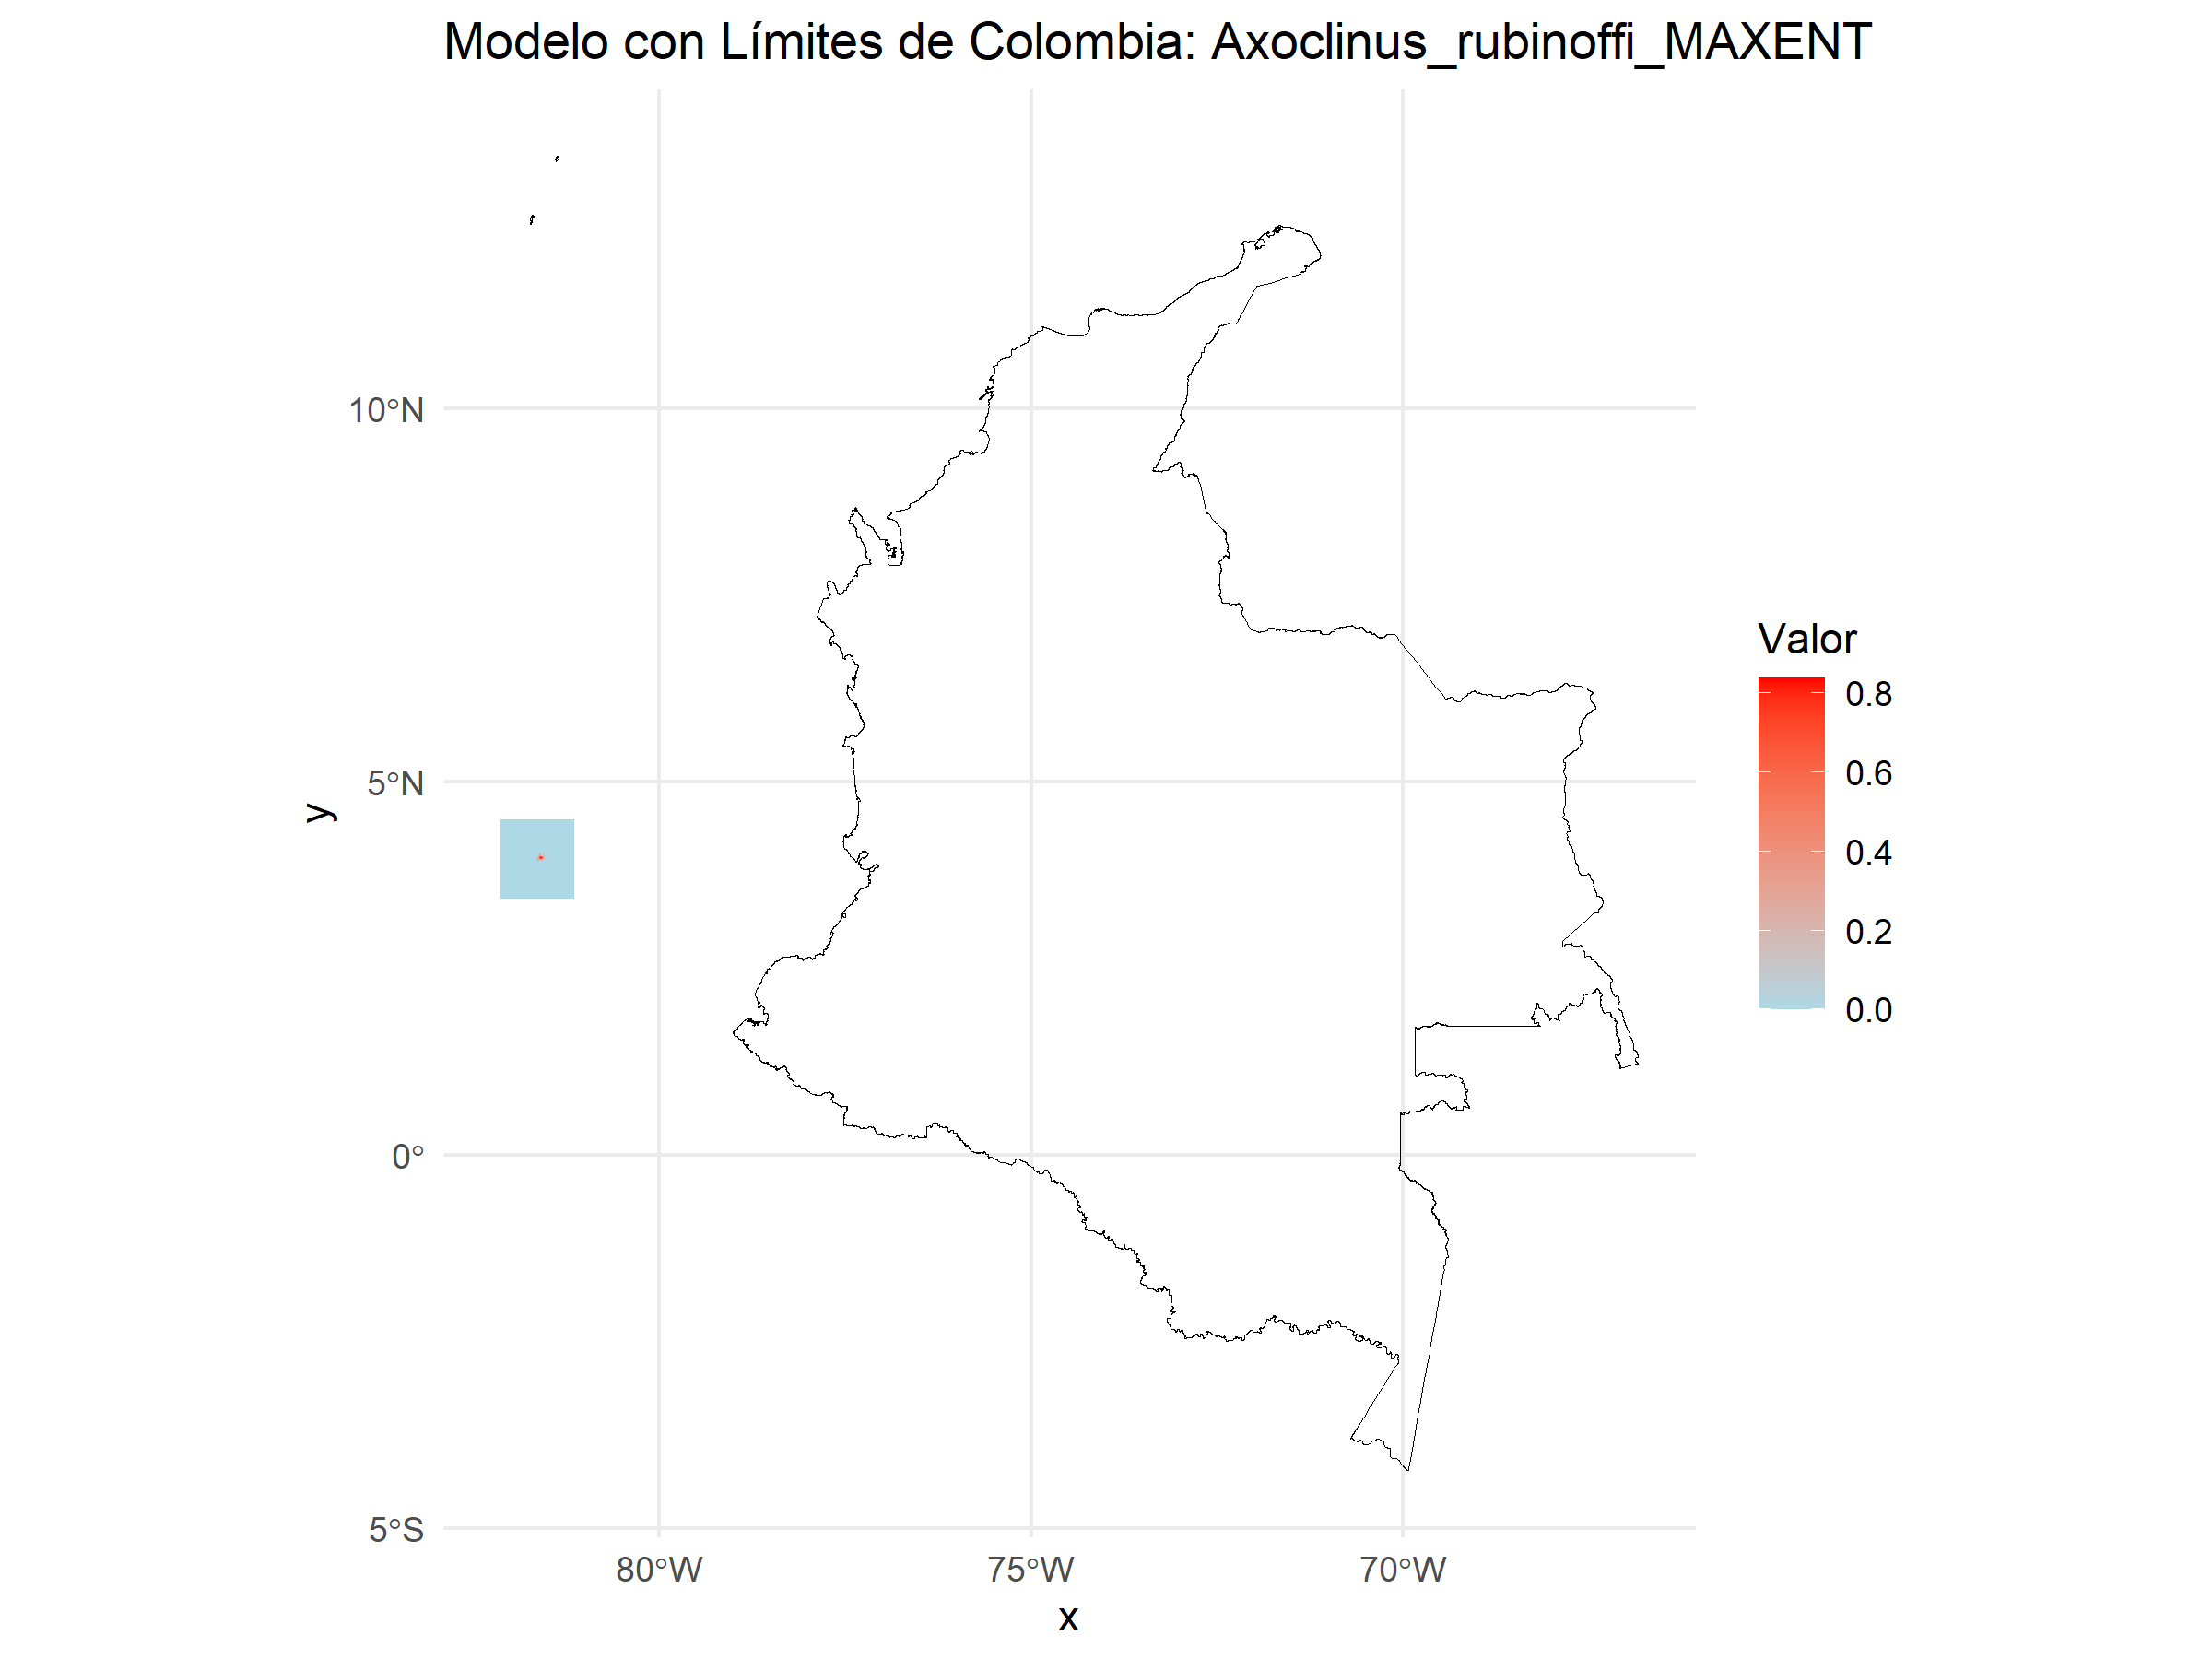 Modelo con Límites de Colombia: Axoclinus_rubinoffi_MAXENT
10°N
5°N
0°
5°S
y
80°W
75°W
70°W
x
Valor
0.8
0.6
0.4
0.2
0.0